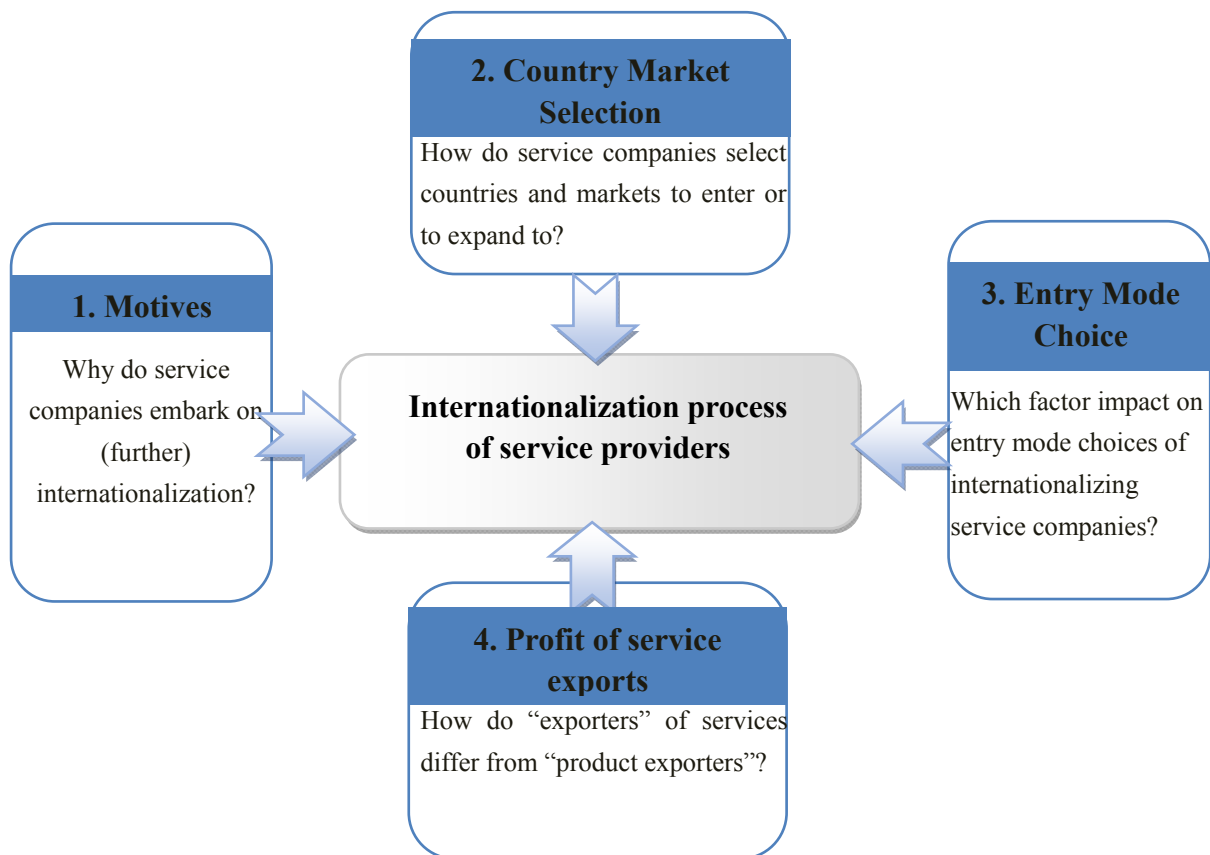 1. Motives
Why do service
companies embark on
(further)
internationalization?
2. Country Market
Selection
How do service companies select
countries and markets to enter or
to expand to?
3. Entry Mode
Choice
Which factor impact on
entry mode choices of
internationalizing
service companies?
Internationalization process
of service providers
4. Profit of service
exports
How do “exporters” of services
differ from “product exporters”?